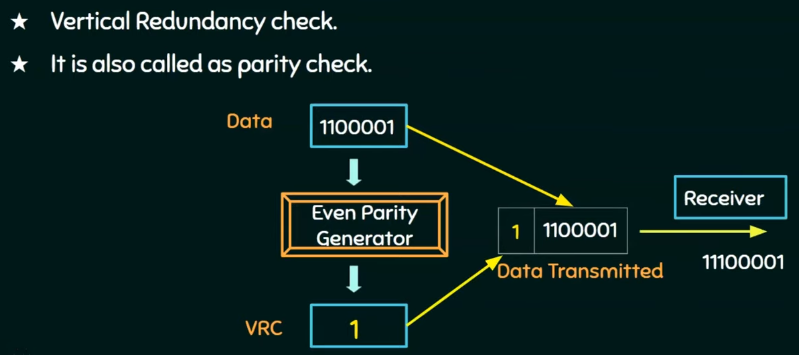 ★ Vertical Redundancy check.
★ It is also called as parity check.
Data
1100001
Even Parity
Generator
VRC
1
1 1100001
Data Transmitted
Receiver
11100001